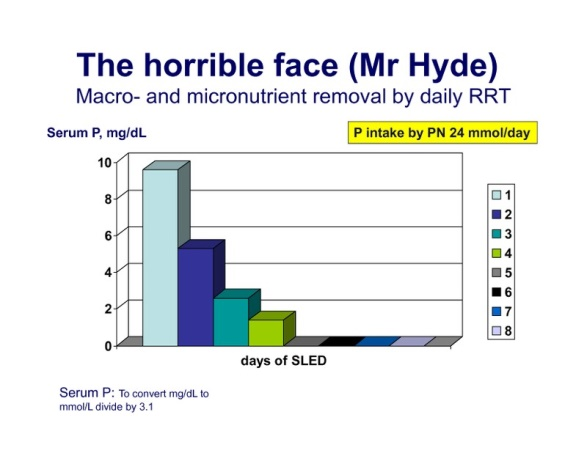 The horrible face (Mr Hyde)
Macro- and micronutrient removal by daily RRT
Serum P, mg/dL
P intake by PN 24 mmol/day
10
8
6
4
2
0
1
2
3
4
5
6
7
8
days of SLED
Serum P: To convert mg/dL to
mmol/L divide by 3.1